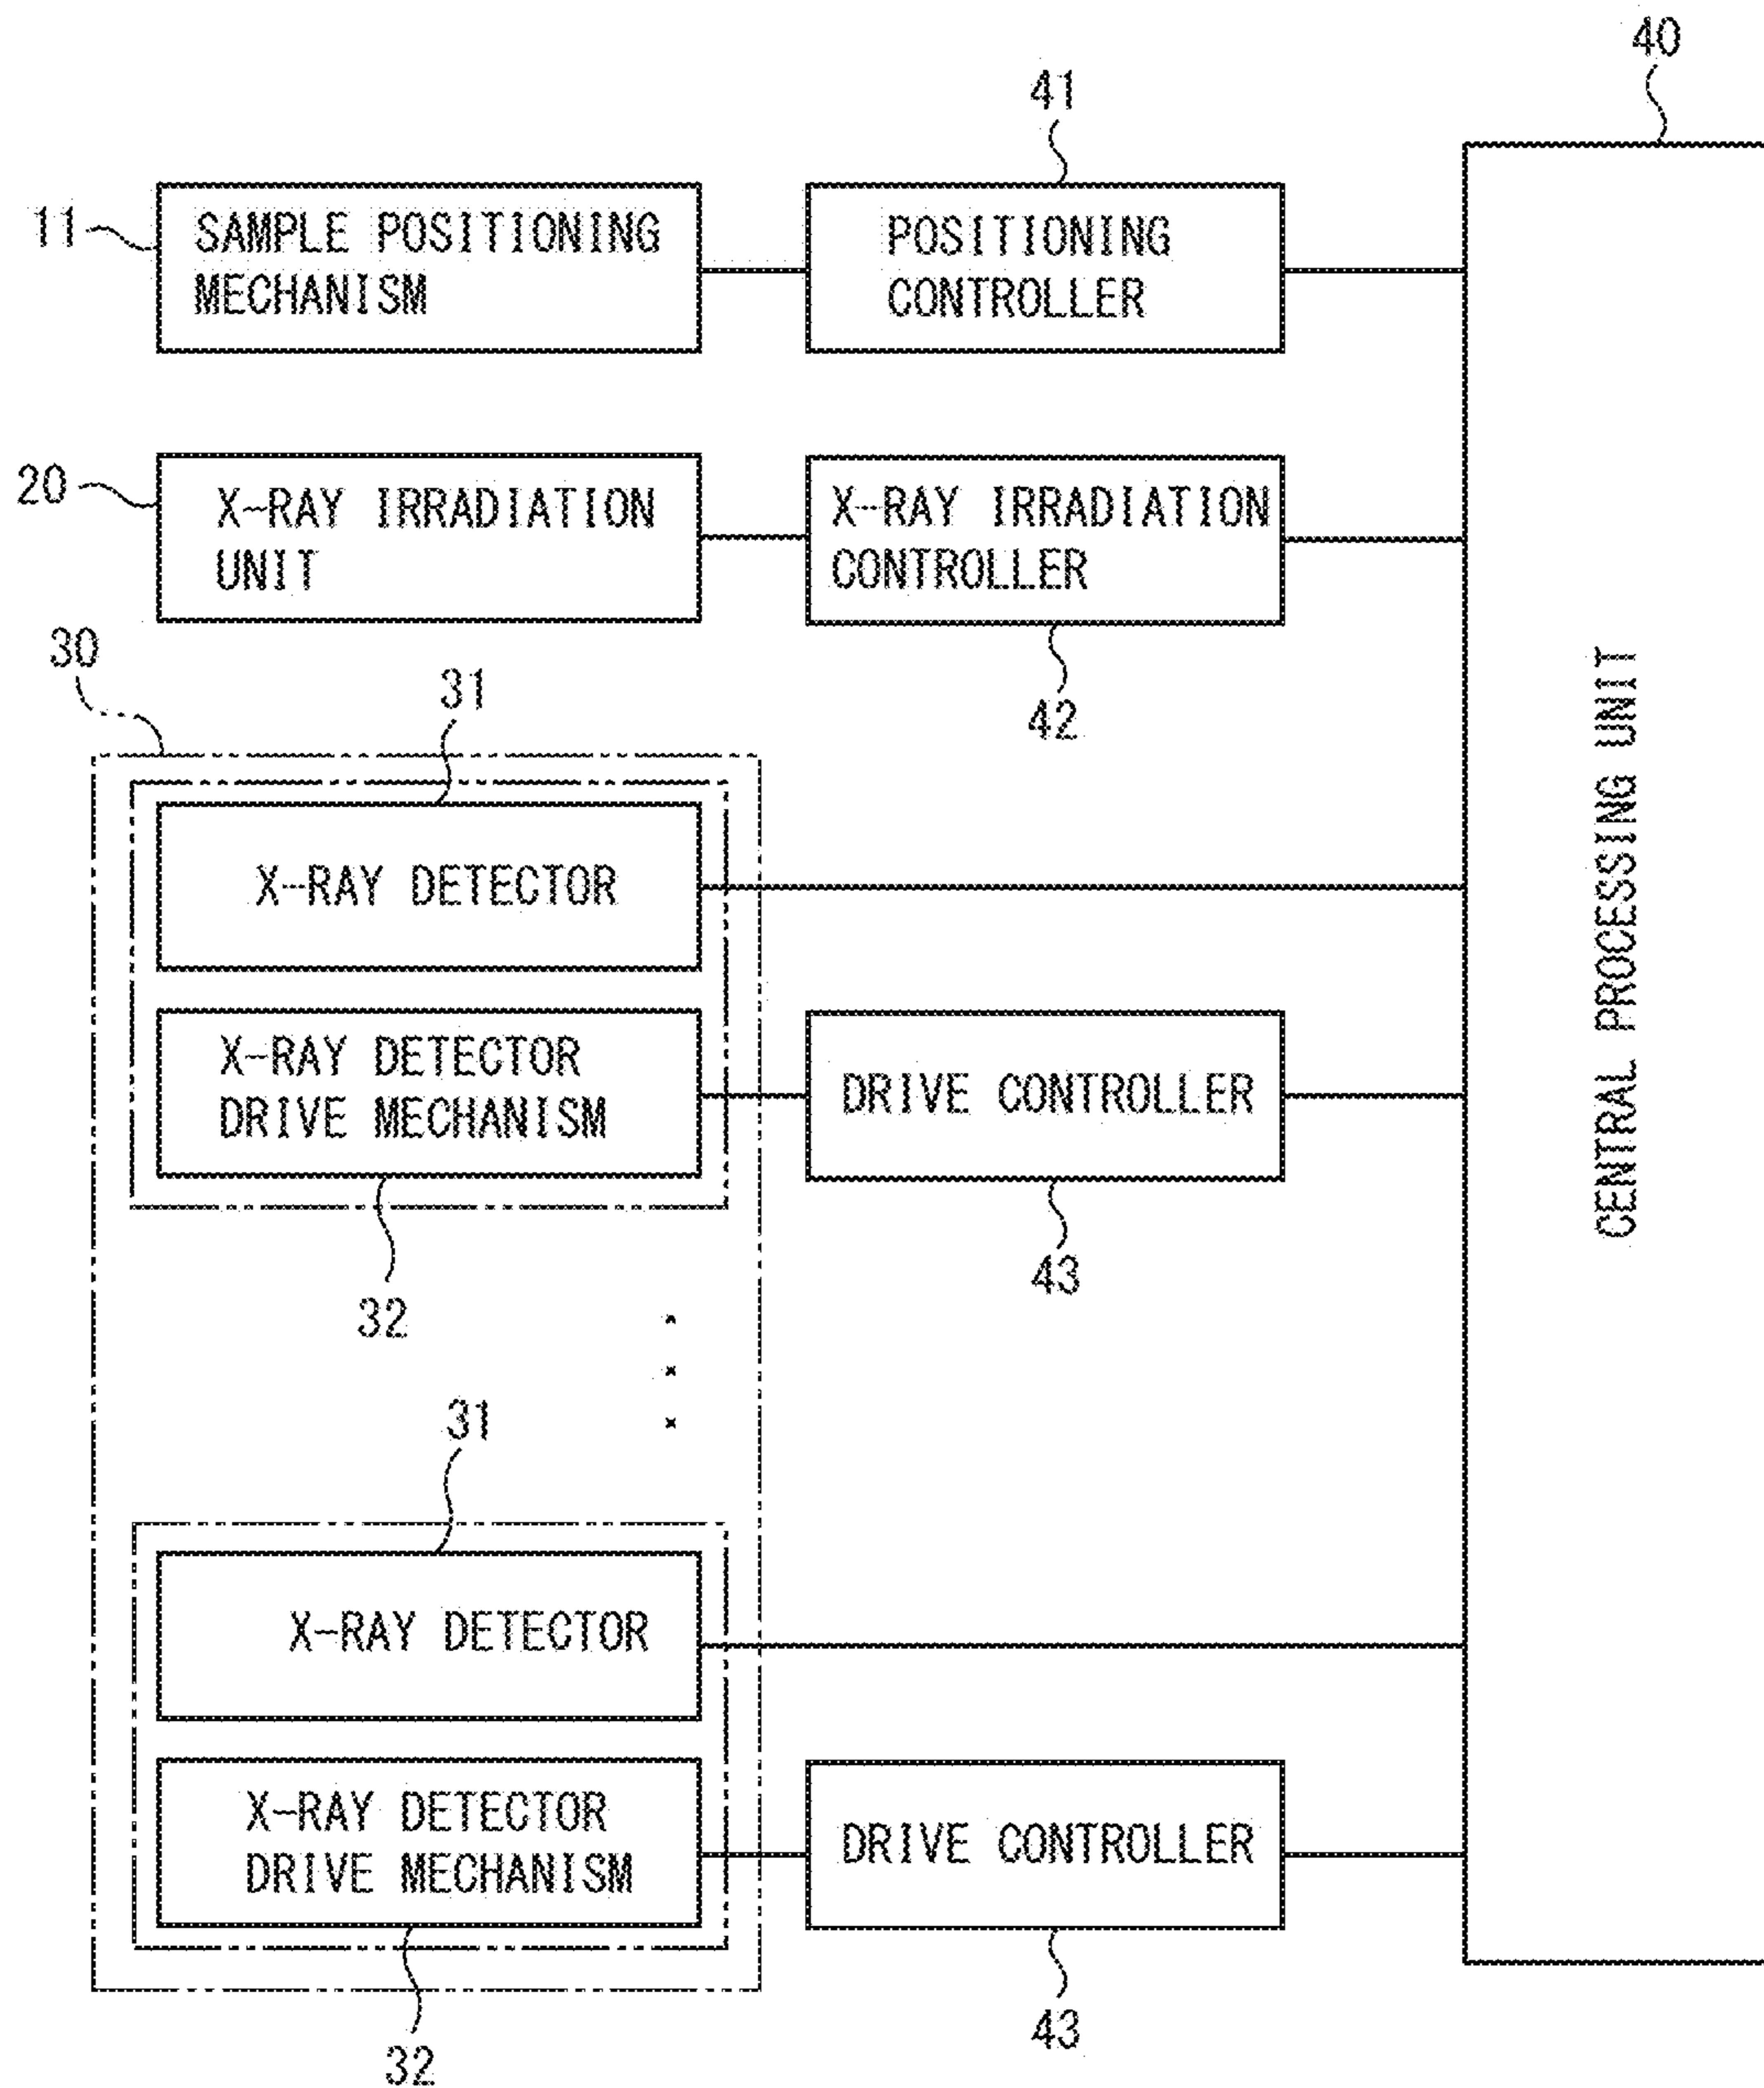 40
41
11
SAMPLE POSITIONING
MECHANISM
POSITIONING
CONTROLLER
20
X-RAY IRRADIATION
UNIT
X-RAY IRRADIATION
CONTROLLER
42
CENTRAL PROCESSING UNIT
30
31
X-RAY DETECTOR
X-RAY DETECTOR
DRIVE MECHANISM
DRIVE CONTROLLER
32
43
31
X-RAY DETECTOR
X-RAY DETECTOR
DRIVE MECHANISM
DRIVE CONTROLLER
32
43